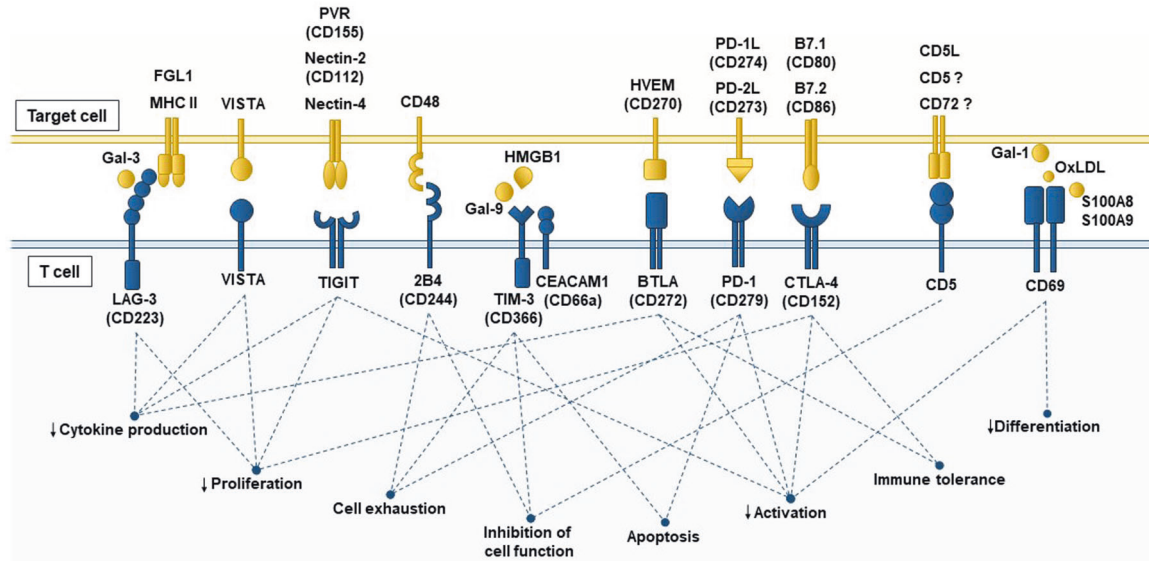 PVR
(CD155)
Nectin-2
(CD112)
Nectin-4
FGL1
MHC II
VISTA
CD48
HVEM
(CD270)
PD-1L
(CD274)
PD-2L
(CD273)
B7.1
(CD80)
B7.2
(CD86)
CD5L
CD5 ?
CD72 ?
Target cell
Gal-3
HMGB1
Gal-9
Gal-1
OxLDL
S100A8
S100A9
T cell
LAG-3
(CD223)
VISTA
TIGIT
2B4
(CD244)
TIM-3
(CD366)
CEACAM1
(CD66a)
BTLA
(CD272)
PD-1
(CD279)
CTLA-4
(CD152)
CD5
CD69
↓Cytokine production
↓Proliferation
Cell exhaustion
Inhibition of
cell function
Apoptosis
↓Activation
Immune tolerance
↓Differentiation